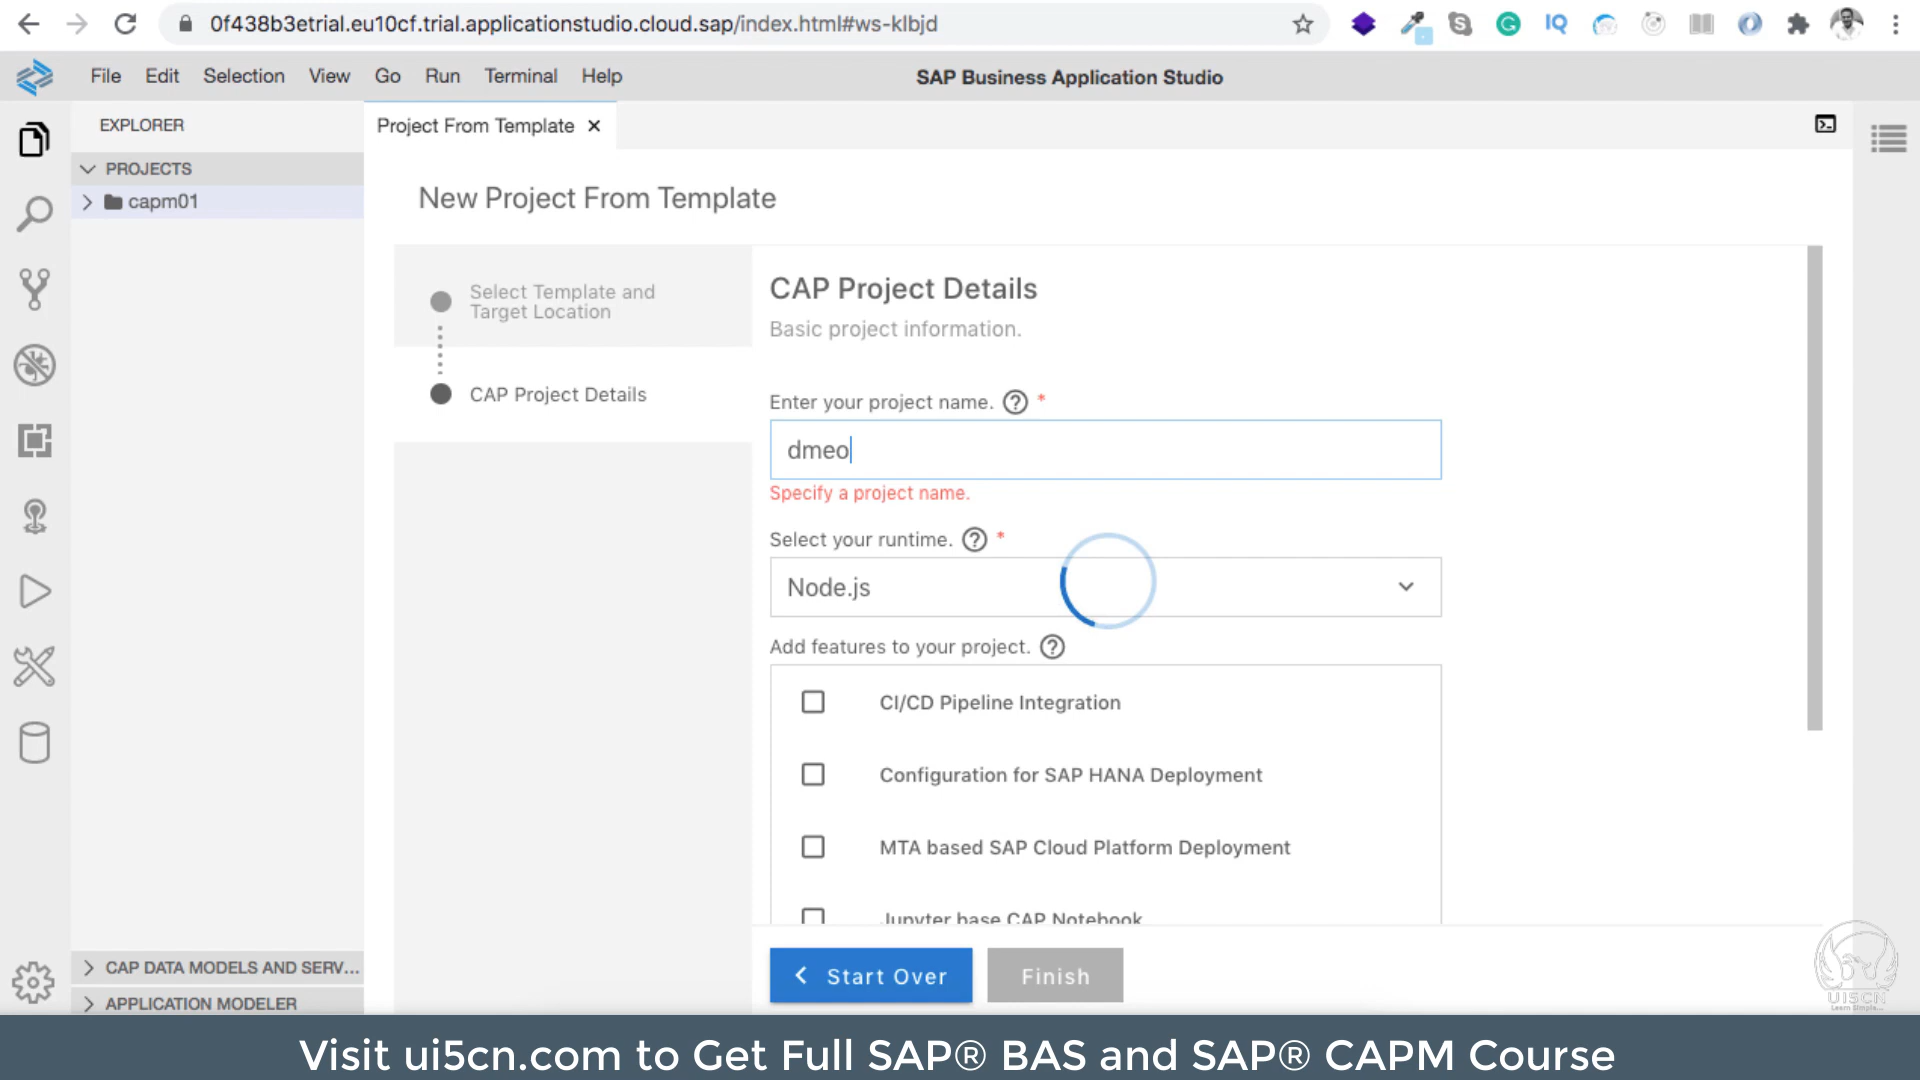 0f438b3etrial.eu10cf.trial.applicationstudio.cloud.sap/index.html#ws-klbjd
File Edit Selection View Go Run Terminal Help
SAP Business Application Studio
EXPLORER
Project From Template
PROJECTS
capm01
New Project From Template
Select Template and
Target Location
CAP Project Details
CAP Project Details
Basic project information.
Enter your project name. *
dmeo
Specify a project name.
Select your runtime. *
Node.js
Add features to your project.
CI/CD Pipeline Integration
Configuration for SAP HANA Deployment
MTA based SAP Cloud Platform Deployment
Jupyter base CAP Notebook
CAP DATA MODELS AND SERV...
APPLICATION MODELER
Start Over
Finish
UI5CN
Learn Simple...
Visit ui5cn.com to Get Full SAP® BAS and SAP® CAPM Course